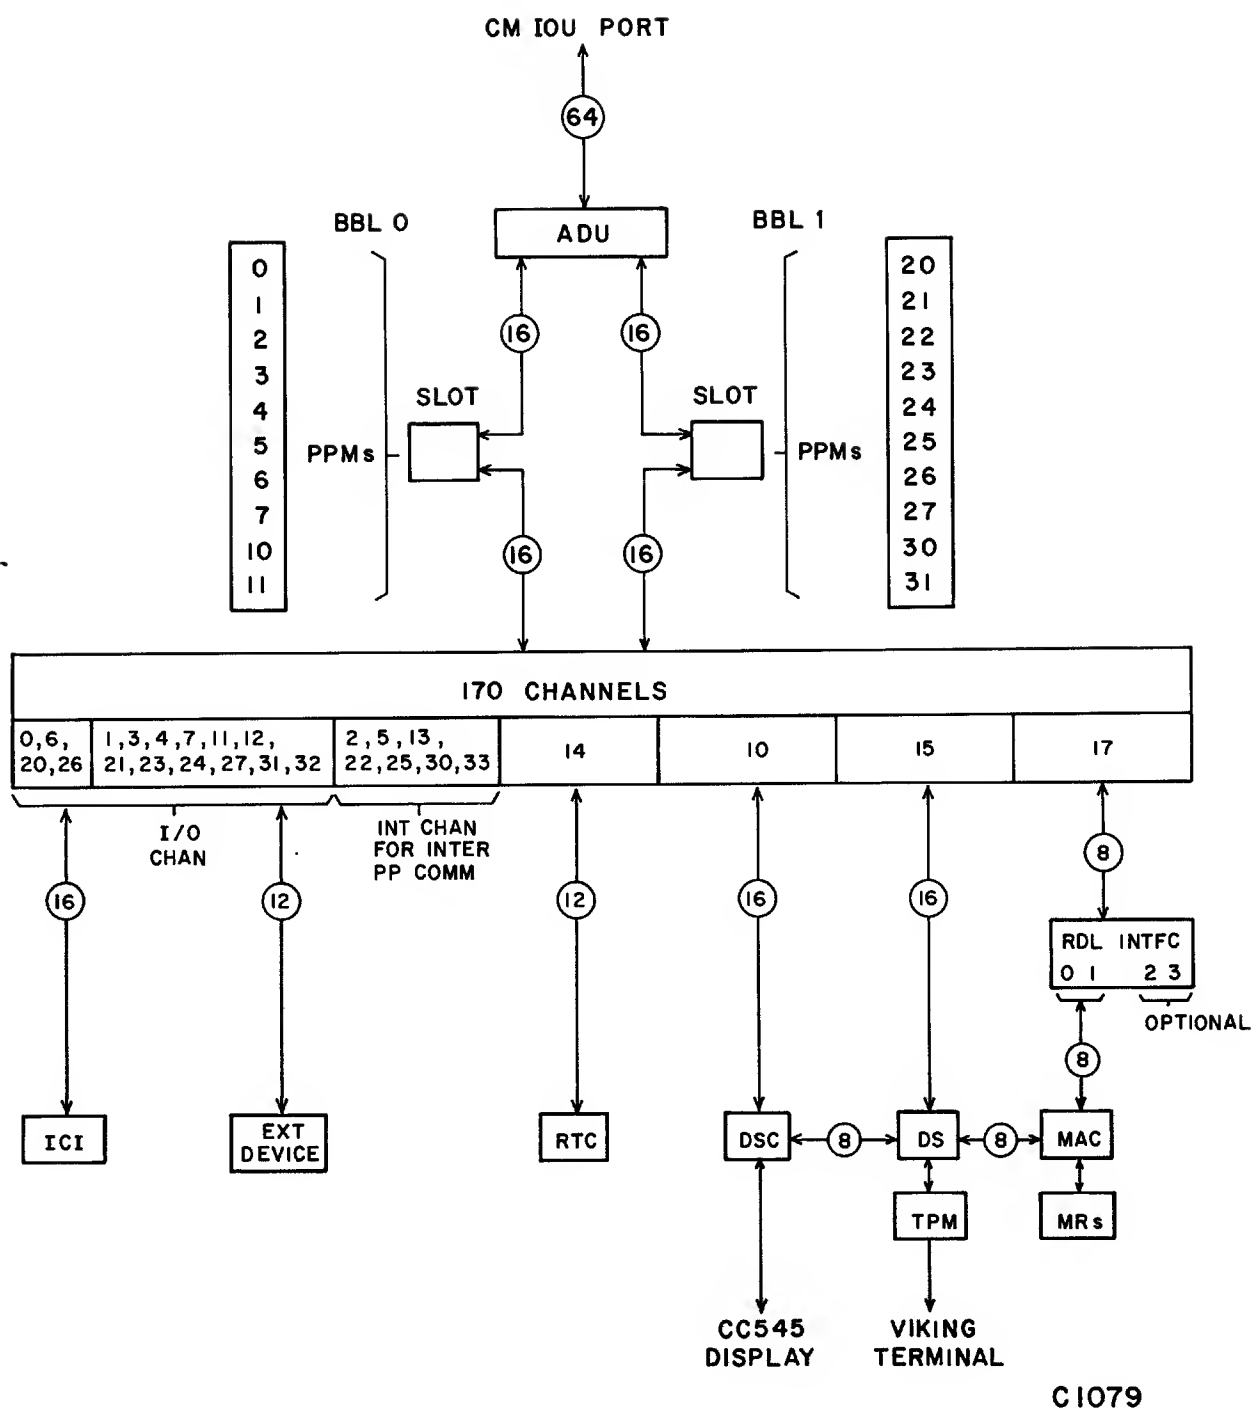 CM IOU PORT
64
BBL 0
ADU
BBL 1
0
1
2
3
4
5
6
7
10
11
16
16
SLOT
SLOT
PPMs
PPMs
20
21
22
23
24
25
26
27
30
31
16
16
170 CHANNELS
0,6,
20,26
1,3,4,7,11,12,
21,23,24,27,31,32
2,5,13,
22,25,30,33
14
10
15
17
I/O
CHAN
INT CHAN
FOR INTER
PP COMM
16
12
12
16
16
8
RDL INTFC
0 1 2 3
OPTIONAL
8
ICI
EXT
DEVICE
RTC
DSC
8
DS
8
MAC
TPM
MRs
CC545
DISPLAY
VIKING
TERMINAL
C1079